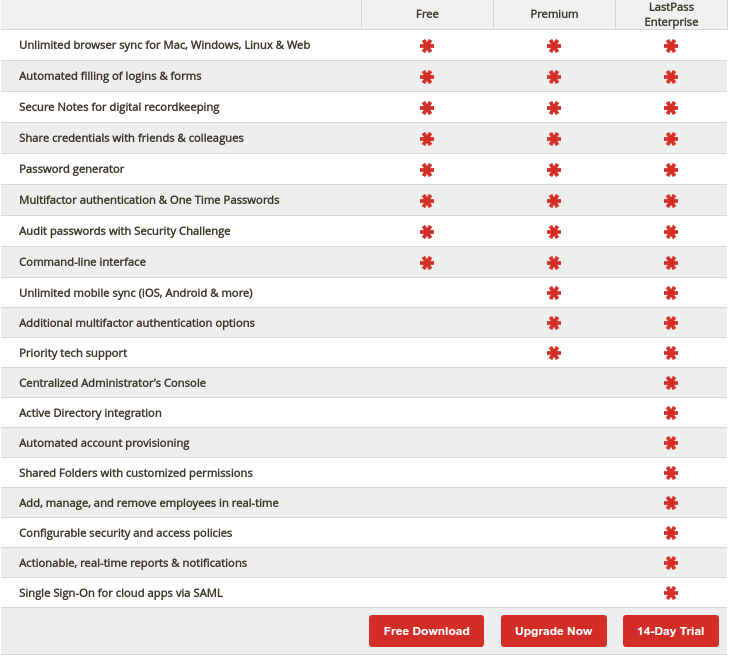 Free Premium LastPass
Enterprise
Unlimited browser sync for Mac, Windows, Linux & Web
Automated filling of logins & forms
Secure Notes for digital recordkeeping
Share credentials with friends & colleagues
Password generator
Multifactor authentication & One Time Passwords
Audit passwords with Security Challenge
Command-line interface
Unlimited mobile sync (iOS, Android & more)
Additional multifactor authentication options
Priority tech support
Centralized Administrator's Console
Active Directory integration
Automated account provisioning
Shared Folders with customized permissions
Add, manage, and remove employees in real-time
Configurable security and access policies
Actionable, real-time reports & notifications
Single Sign-On for cloud apps via SAML
Free Download Upgrade Now 14-Day Trial